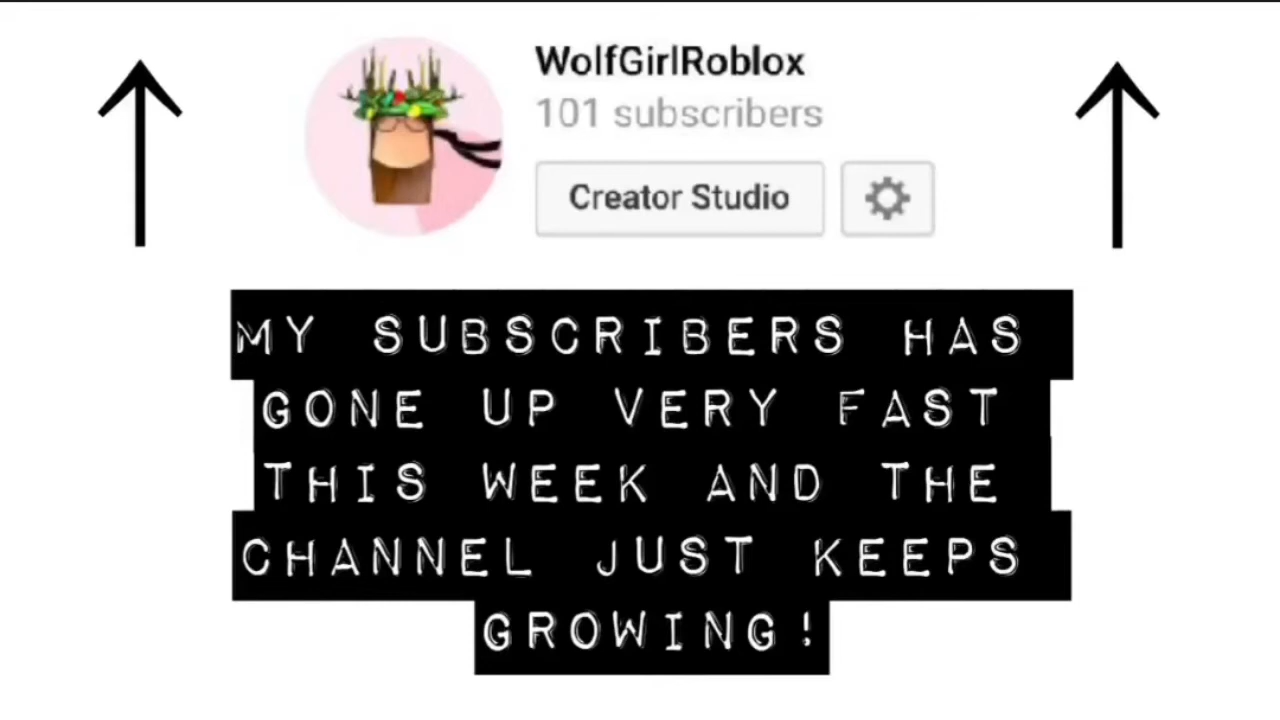 WolfGirlRoblox
101 subscribers
Creator Studio
MY SUBSCRIBERS HAS
GONE UP VERY FAST
THIS WEEK AND THE
CHANNEL JUST KEEPS
GROWING!